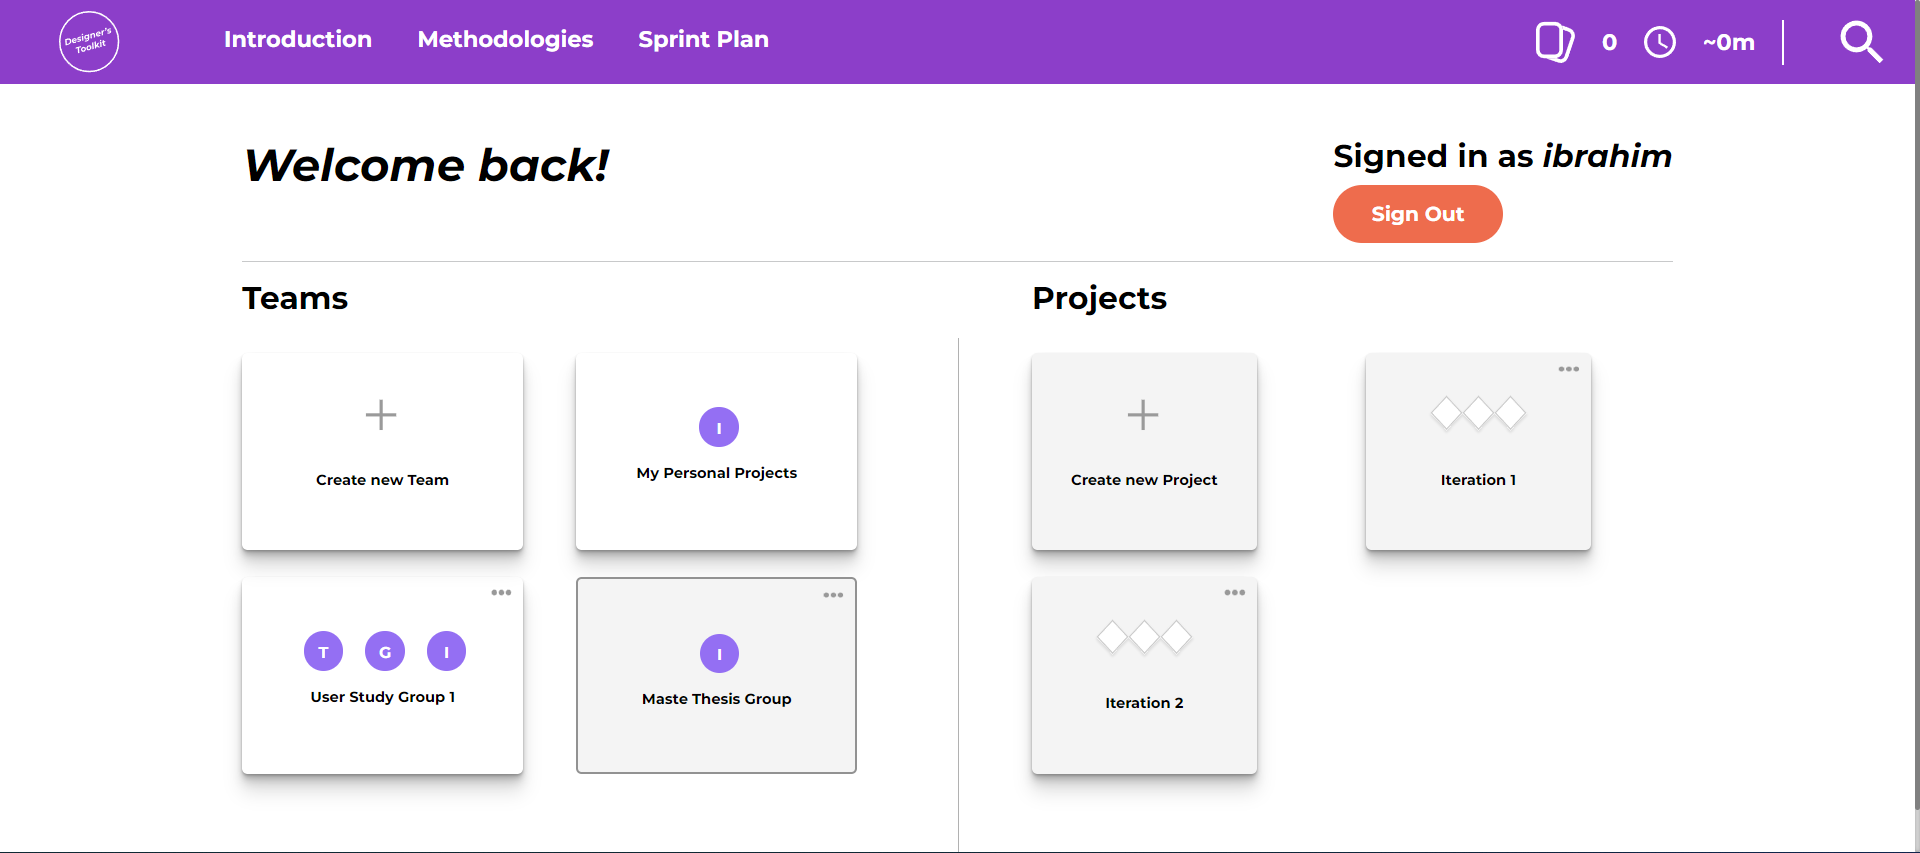 Designer's
Toolkit
Introduction Methodologies Sprint Plan
0 ~0m
Welcome back!
Signed in as ibrahim
Sign Out
Teams
Projects
Create new Team
I
My Personal Projects
Create new Project
Iteration 1
T G I
User Study Group 1
I
Maste Thesis Group
Iteration 2